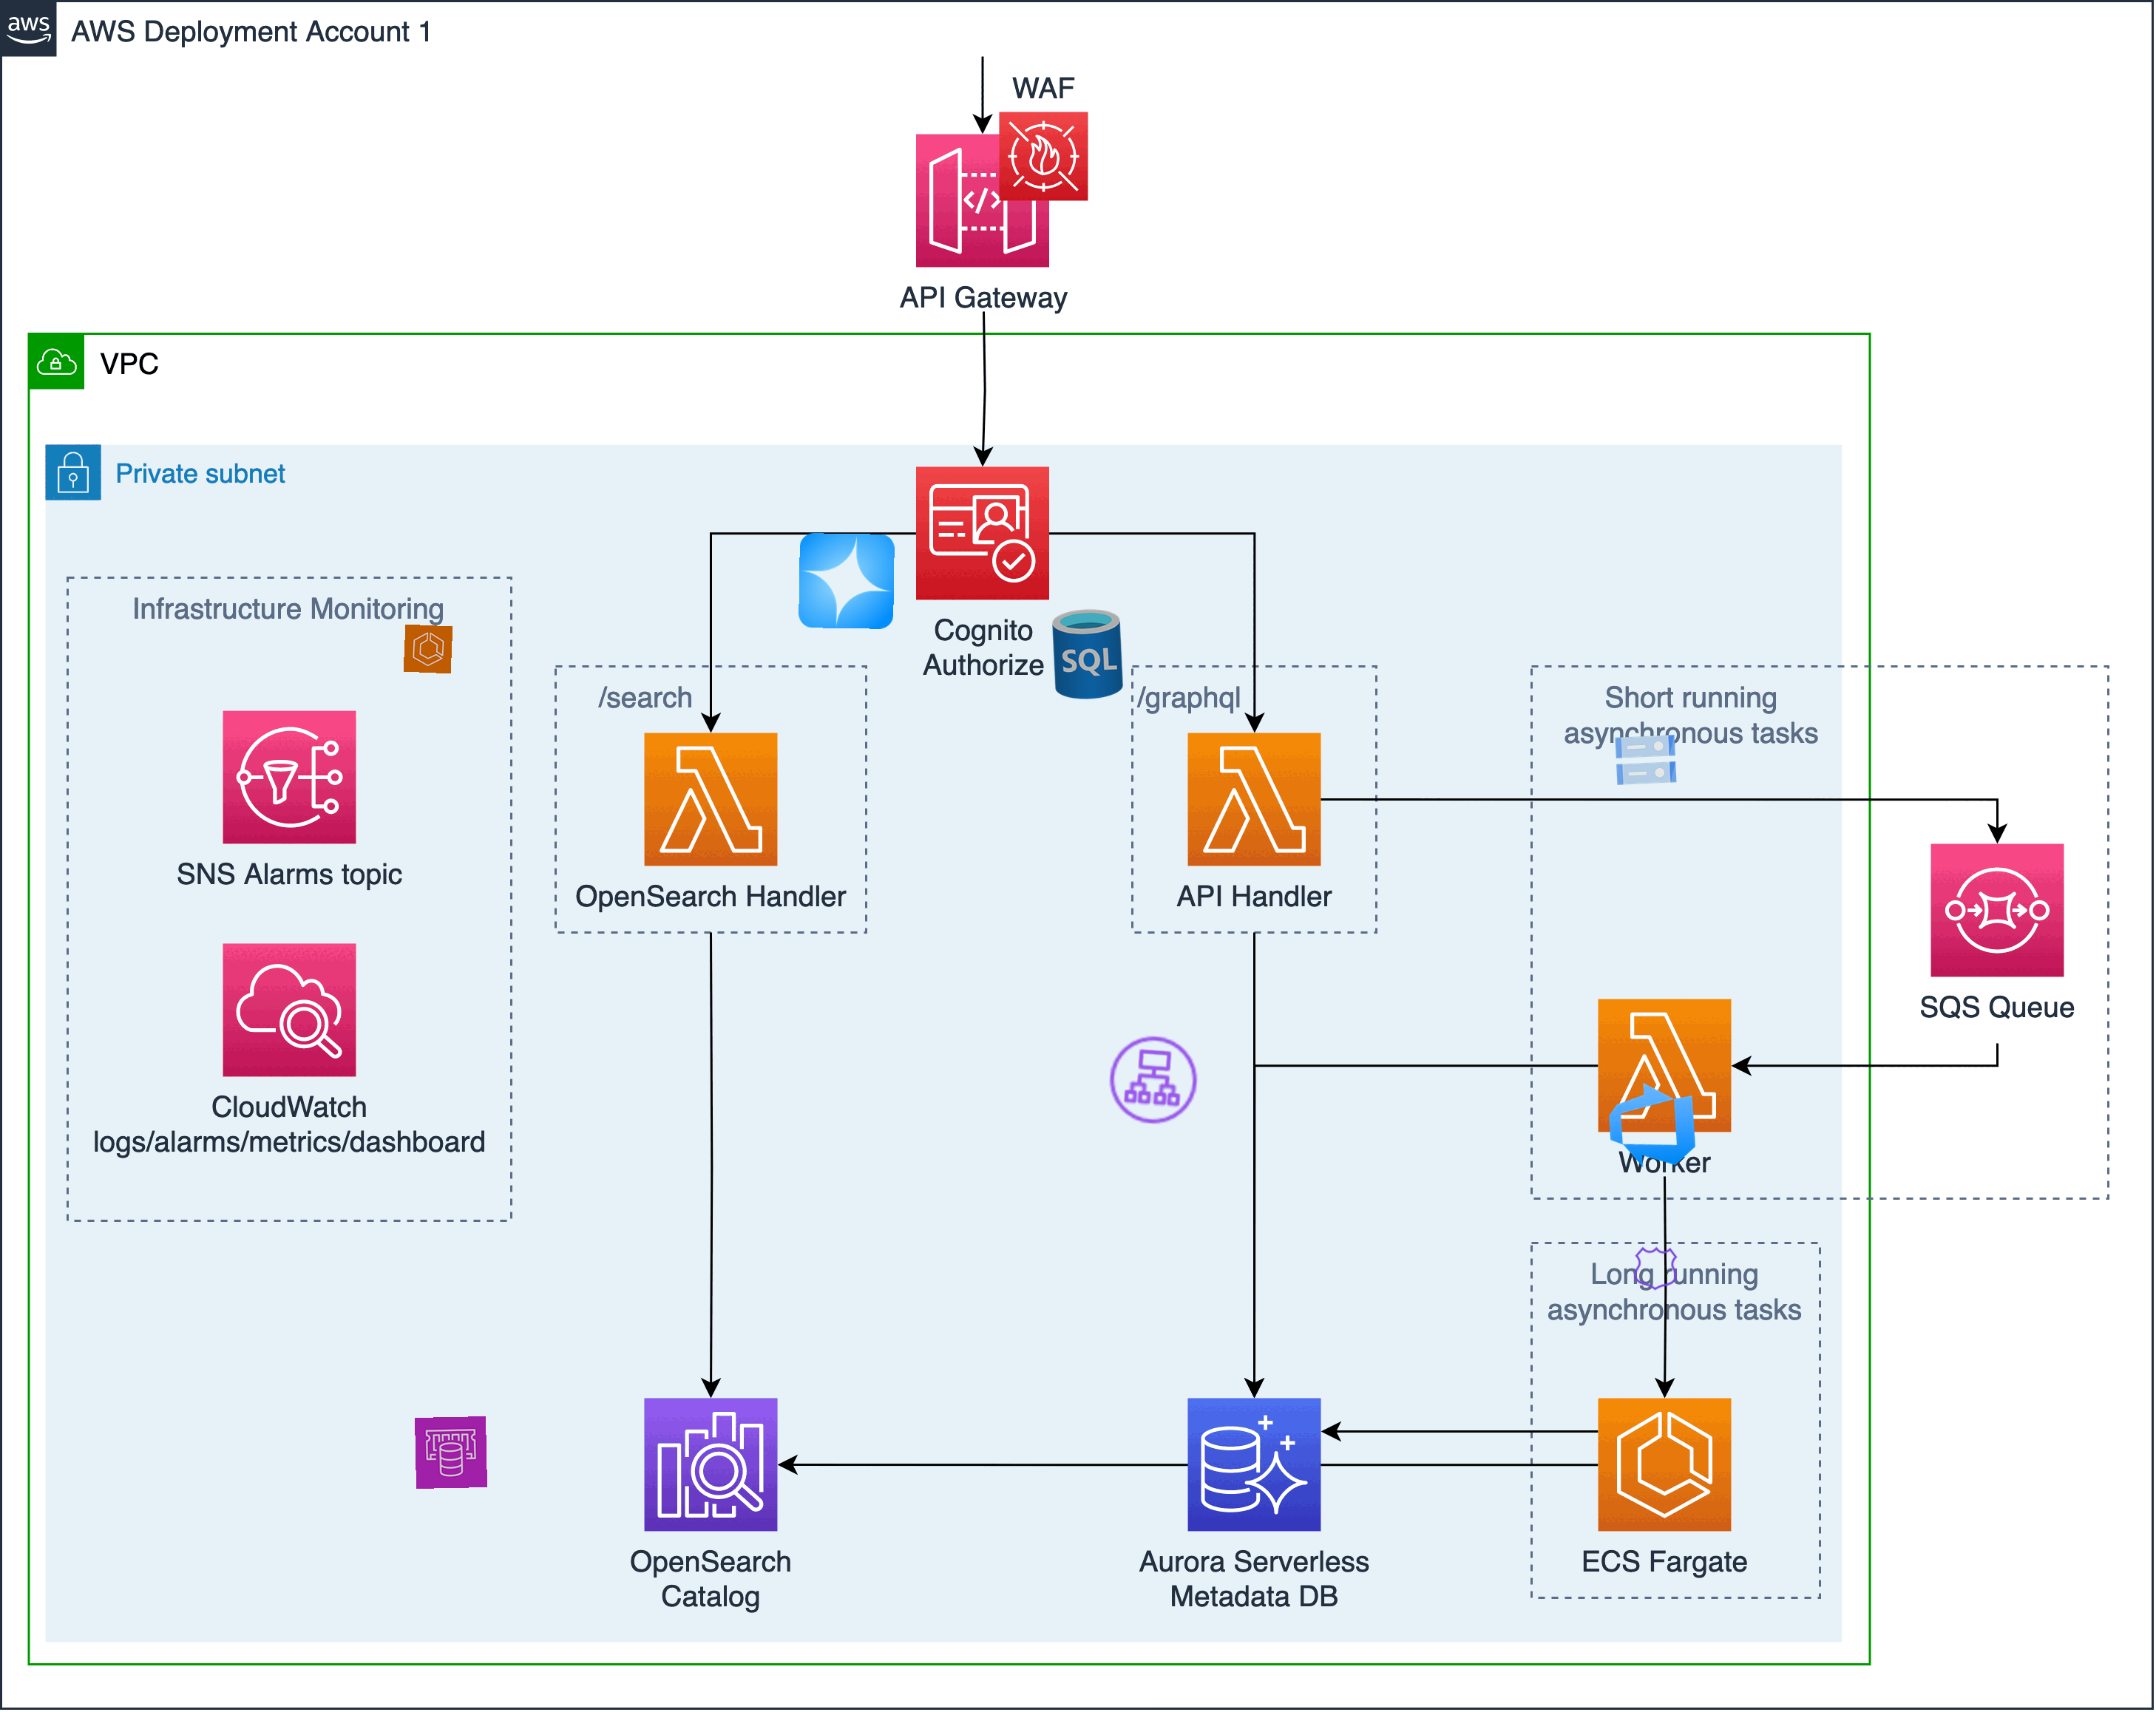 aws
AWS Deployment Account 1
WAF
API Gateway
VPC
Private subnet
Cognito
Authorize
SQL
Infrastructure Monitoring
/search
/graphql
Short running
asynchronous tasks
SNS Alarms topic
OpenSearch Handler
API Handler
SQS Queue
CloudWatch
logs/alarms/metrics/dashboard
Worker
Long running
asynchronous tasks
OpenSearch
Catalog
Aurora Serverless
Metadata DB
ECS Fargate